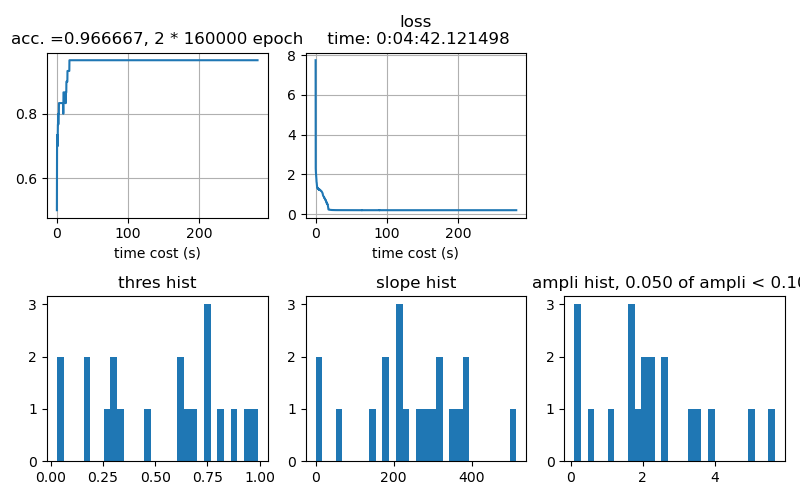 acc. =0.966667, 2 * 160000 epoch
loss
time: 0:04:42.121498
0.8
0.6
0 100 200
time cost (s)
8
6
4
2
0
0 100 200
time cost (s)
thres hist
3
2
1
0
0.00 0.25 0.50 0.75 1.00
slope hist
3
2
1
0
0 200 400
ampli hist, 0.050 of ampli < 0.10
3
2
1
0
0 2 4